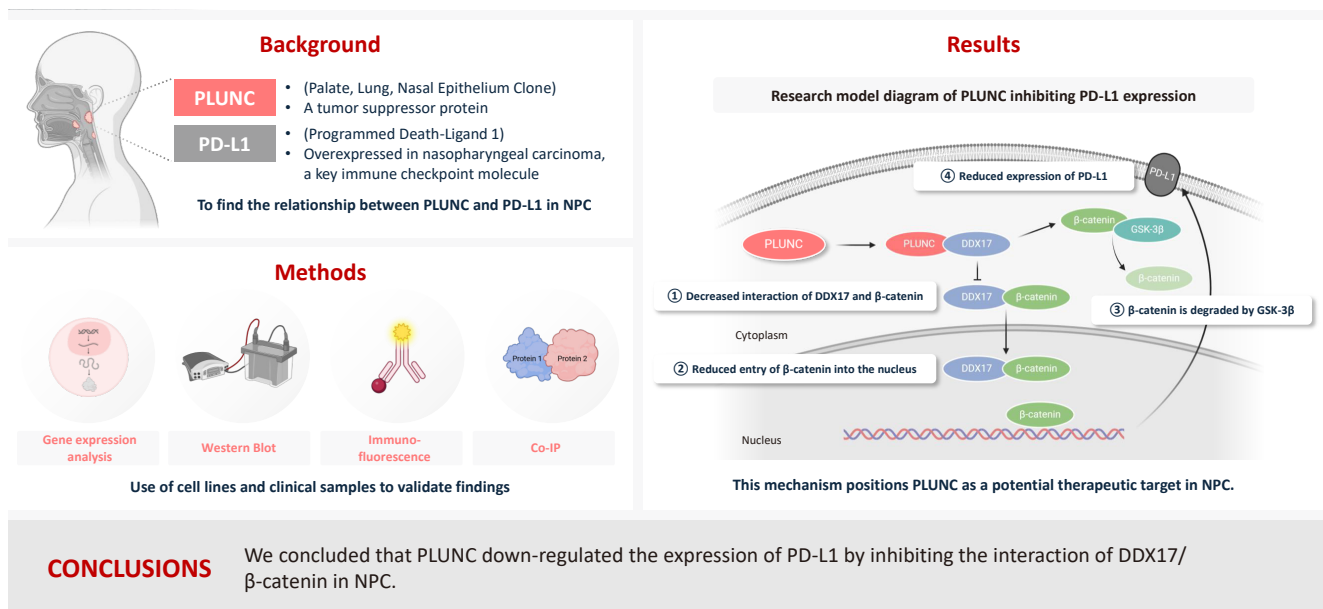 Background
PLUNC
• (Palate, Lung, Nasal Epithelium Clone)
• A tumor suppressor protein
PD-L1
• (Programmed Death-Ligand 1)
• Overexpressed in nasopharyngeal carcinoma,
a key immune checkpoint molecule
To find the relationship between PLUNC and PD-L1 in NPC
Methods
Protein 1
Protein 2
Gene expression
analysis
Western Blot
Immuno-
fluorescence
Co-IP
Use of cell lines and clinical samples to validate findings
Results
Research model diagram of PLUNC inhibiting PD-L1 expression
④ Reduced expression of PD-L1
PD-L1
PLUNC
PLUNC
DDX17
β-catenin
GSK-3β
β-catenin
① Decreased interaction of DDX17 and β-catenin
DDX17
β-catenin
③ β-catenin is degraded by GSK-3β
Cytoplasm
② Reduced entry of β-catenin into the nucleus
DDX17
β-catenin
β-catenin
Nucleus
This mechanism positions PLUNC as a potential therapeutic target in NPC.
CONCLUSIONS
We concluded that PLUNC down-regulated the expression of PD-L1 by inhibiting the interaction of DDX17/
β-catenin in NPC.